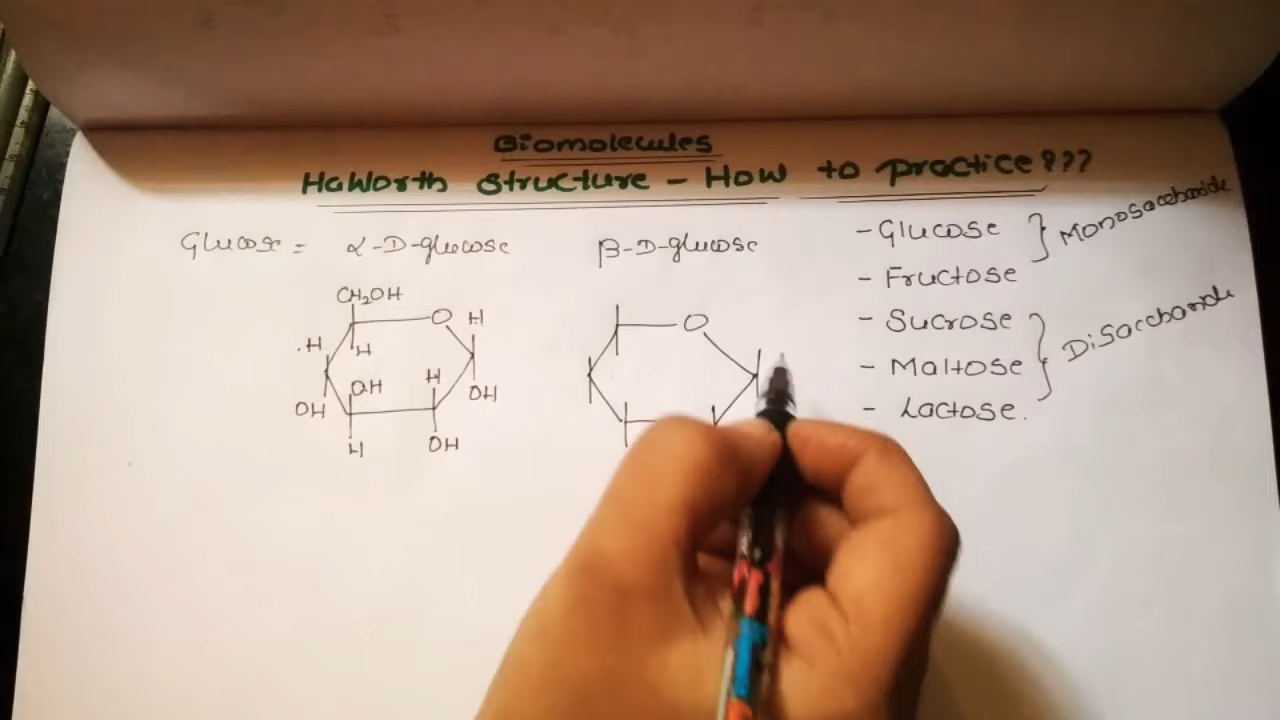 Biomolecules
HaWorth structure - How to practice???
Glucose = α-D-glucose β-D-glucose
CH₂OH
O H
H H
OH H
OH OH
H OH
O
- Glucose
- Fructose
- Sucrose
- Maltose
- Lactose.
} Monosaccharide
} Disaccharide